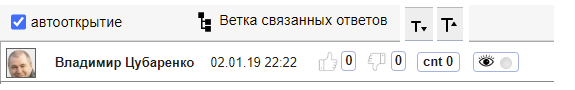 автооткрытие Ветка связанных ответов T▾ T▴
Владимир Цубаренко 02.01.19 22:22 0 0 cnt 0